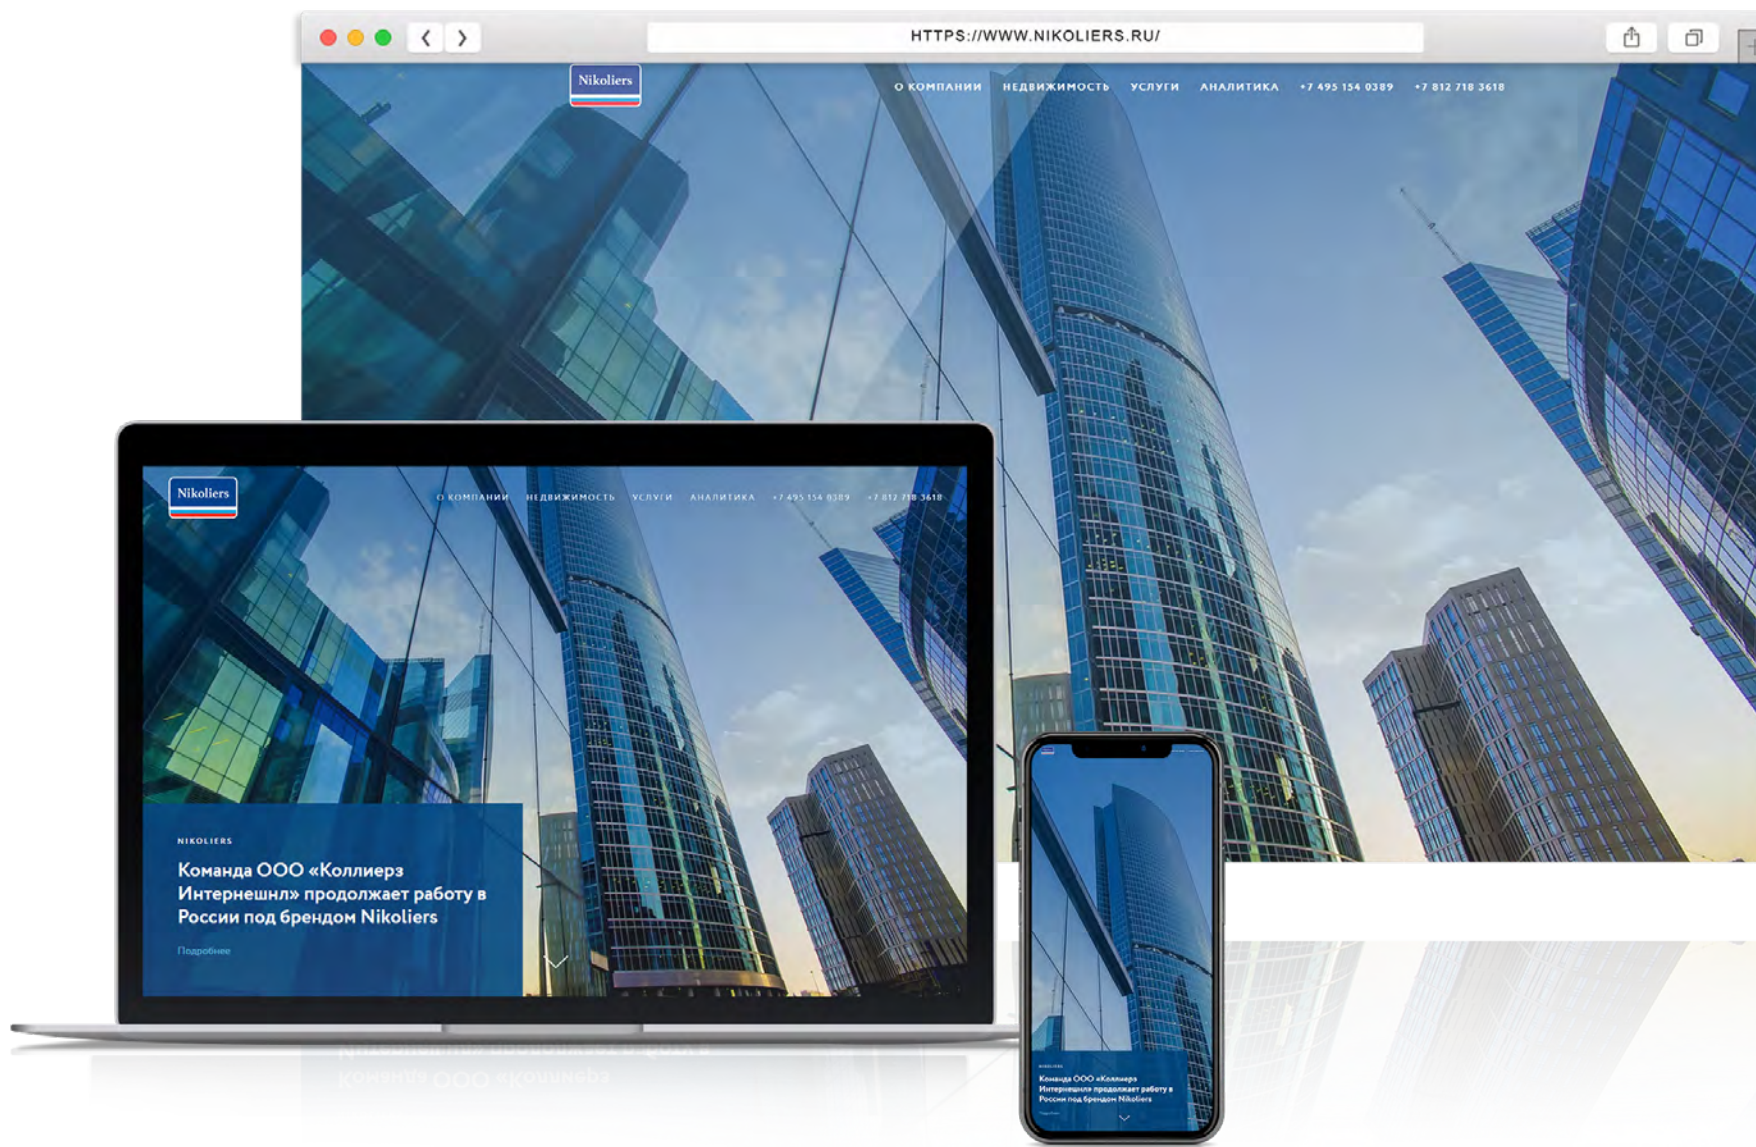 HTTPS://WWW.NIKOLIERS.RU/
Nikoliers
О КОМПАНИИ НЕДВИЖИМОСТЬ УСЛУГИ АНАЛИТИКА +7 495 154 0389 +7 812 718 3618
Nikoliers
О КОМПАНИИ НЕДВИЖИМОСТЬ УСЛУГИ АНАЛИТИКА +7 495 154 0389 +7 812 718 3618
NIKOLIERS
Команда ООО «Коллиерз
Интернешнл» продолжает работу в
России под брендом Nikoliers
Подробнее
NIKOLIERS
Команда ООО «Коллиерз
Интернешнл» продолжает работу в
России под брендом Nikoliers
Подробнее